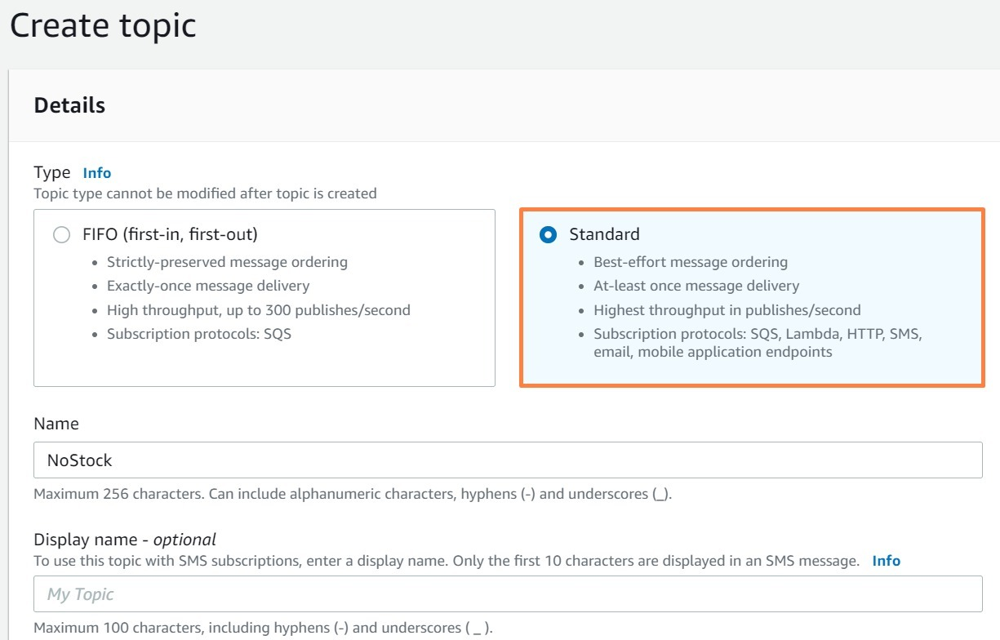 Create topic
Details
Type Info
Topic type cannot be modified after topic is created
FIFO (first-in, first-out)
• Strictly-preserved message ordering
• Exactly-once message delivery
• High throughput, up to 300 publishes/second
• Subscription protocols: SQS
Standard
• Best-effort message ordering
• At-least once message delivery
• Highest throughput in publishes/second
• Subscription protocols: SQS, Lambda, HTTP, SMS,
email, mobile application endpoints
Name
NoStock
Maximum 256 characters. Can include alphanumeric characters, hyphens (-) and underscores (_).
Display name - optional
To use this topic with SMS subscriptions, enter a display name. Only the first 10 characters are displayed in an SMS message. Info
My Topic
Maximum 100 characters, including hyphens (-) and underscores ( _ ).